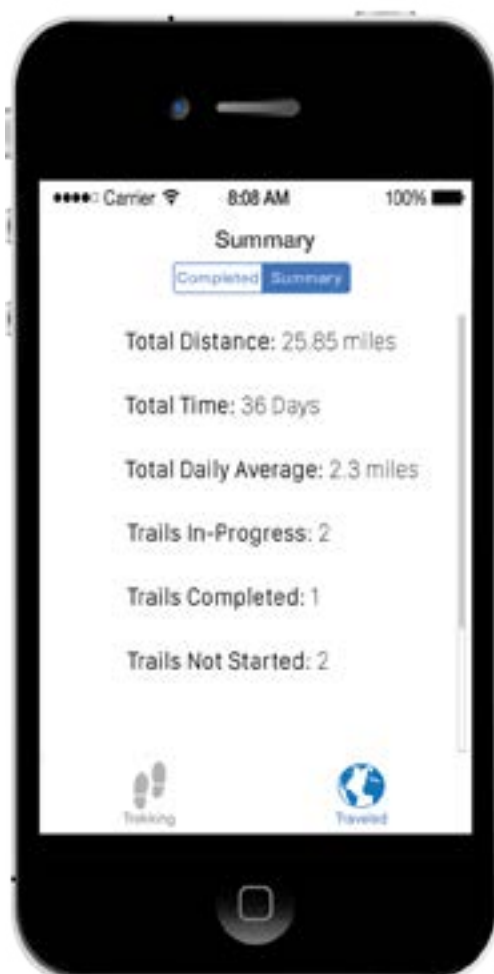 Carrier 8:08 AM 100%
Summary
Completed Summary
Total Distance: 25.85 miles
Total Time: 36 Days
Total Daily Average: 2.3 miles
Trails In-Progress: 2
Trails Completed: 1
Trails Not Started: 2
Trekking Traveled